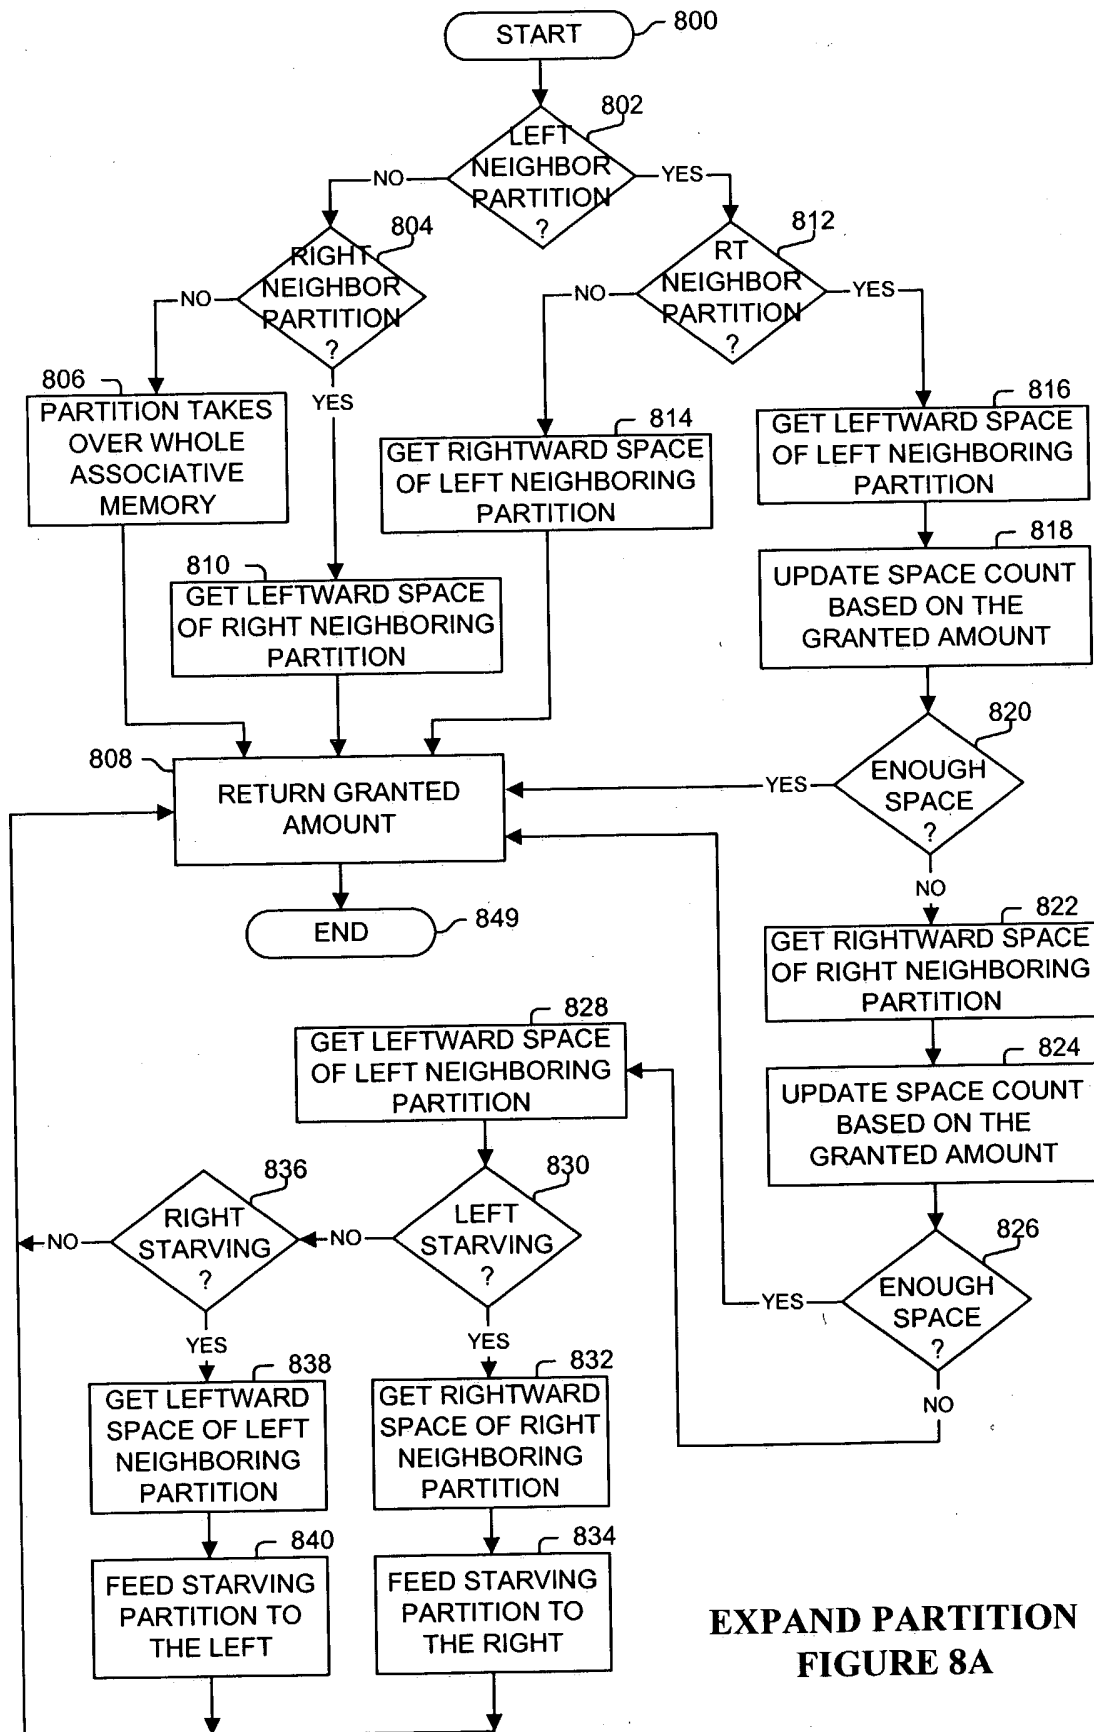 START
800
802
LEFT
NEIGHBOR
PARTITION
?
NO
YES
804
RIGHT
NEIGHBOR
PARTITION
?
812
RT
NEIGHBOR
PARTITION
?
NO
YES
NO
YES
806
PARTITION TAKES
OVER WHOLE
ASSOCIATIVE
MEMORY
814
GET RIGHTWARD SPACE
OF LEFT NEIGHBORING
PARTITION
816
GET LEFTWARD SPACE
OF LEFT NEIGHBORING
PARTITION
810
GET LEFTWARD SPACE
OF RIGHT NEIGHBORING
PARTITION
818
UPDATE SPACE COUNT
BASED ON THE
GRANTED AMOUNT
808
RETURN GRANTED
AMOUNT
820
ENOUGH
SPACE
?
YES
NO
END
849
822
GET RIGHTWARD SPACE
OF RIGHT NEIGHBORING
PARTITION
828
GET LEFTWARD SPACE
OF LEFT NEIGHBORING
PARTITION
824
UPDATE SPACE COUNT
BASED ON THE
GRANTED AMOUNT
836
RIGHT
STARVING
?
NO
830
LEFT
STARVING
?
NO
826
ENOUGH
SPACE
?
YES
NO
YES
YES
838
GET LEFTWARD
SPACE OF LEFT
NEIGHBORING
PARTITION
832
GET RIGHTWARD
SPACE OF RIGHT
NEIGHBORING
PARTITION
840
FEED STARVING
PARTITION TO
THE LEFT
834
FEED STARVING
PARTITION TO
THE RIGHT
EXPAND PARTITION
FIGURE 8A